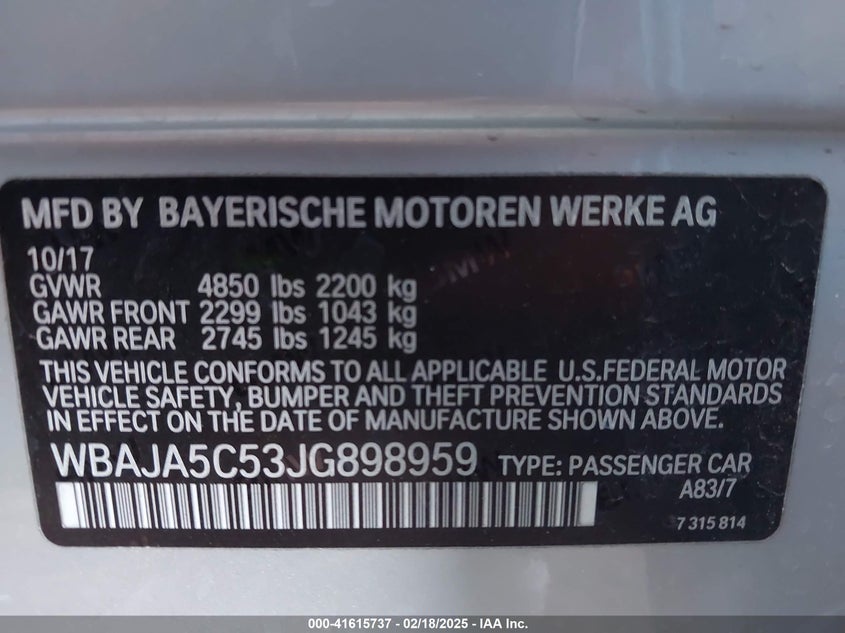 MFD BY BAYERISCHE MOTOREN WERKE AG
10/17
GVWR 4850 lbs 2200 kg
GAWR FRONT 2299 lbs 1043 kg
GAWR REAR 2745 lbs 1245 kg
THIS VEHICLE CONFORMS TO ALL APPLICABLE U.S.FEDERAL MOTOR
VEHICLE SAFETY, BUMPER AND THEFT PREVENTION STANDARDS
IN EFFECT ON THE DATE OF MANUFACTURE SHOWN ABOVE.
WBAJA5C53JG898959 TYPE: PASSENGER CAR
A83/7
7 315 814
000-41615737 - 02/18/2025 - IAA Inc.